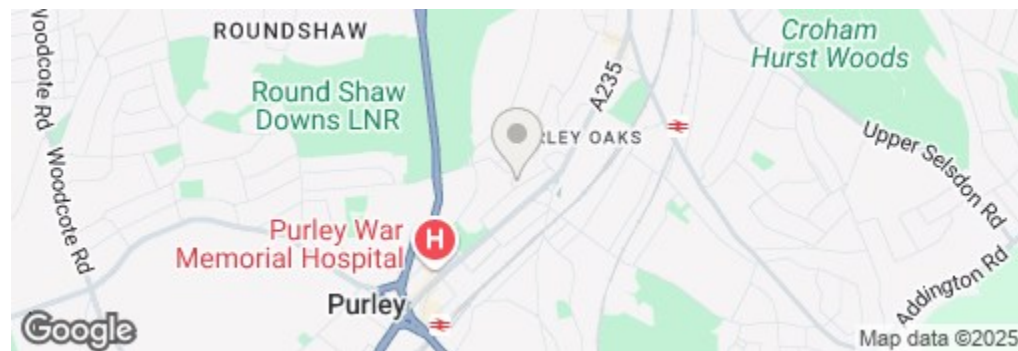 Woodcote Rd
Woodcote Rd
ROUNDSHAW
Round Shaw
Downs LNR
A235
Croham
Hurst Woods
RLEY OAKS
Upper Selsdon Rd
Purley War
Memorial Hospital
H
Addington Rd
Purley
Google
Map data ©2025